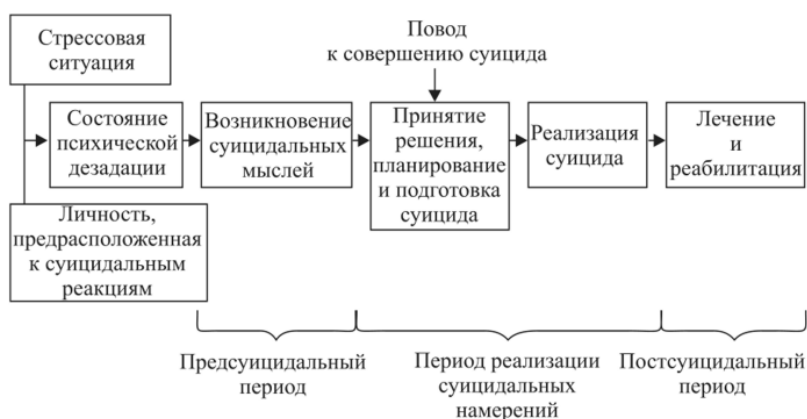 Стрессовая
ситуация
Повод
к совершению суицида
Состояние
психической
дезадации
Возникновение
суицидальных
мыслей
Принятие
решения,
планирование
и подготовка
суицида
Реализация
суицида
Лечение
и
реабилитация
Личность,
предрасположенная
к суицидальным
реакциям
Предсуицидальный
период
Период реализации
суицидальных
намерений
Постсуицидальный
период